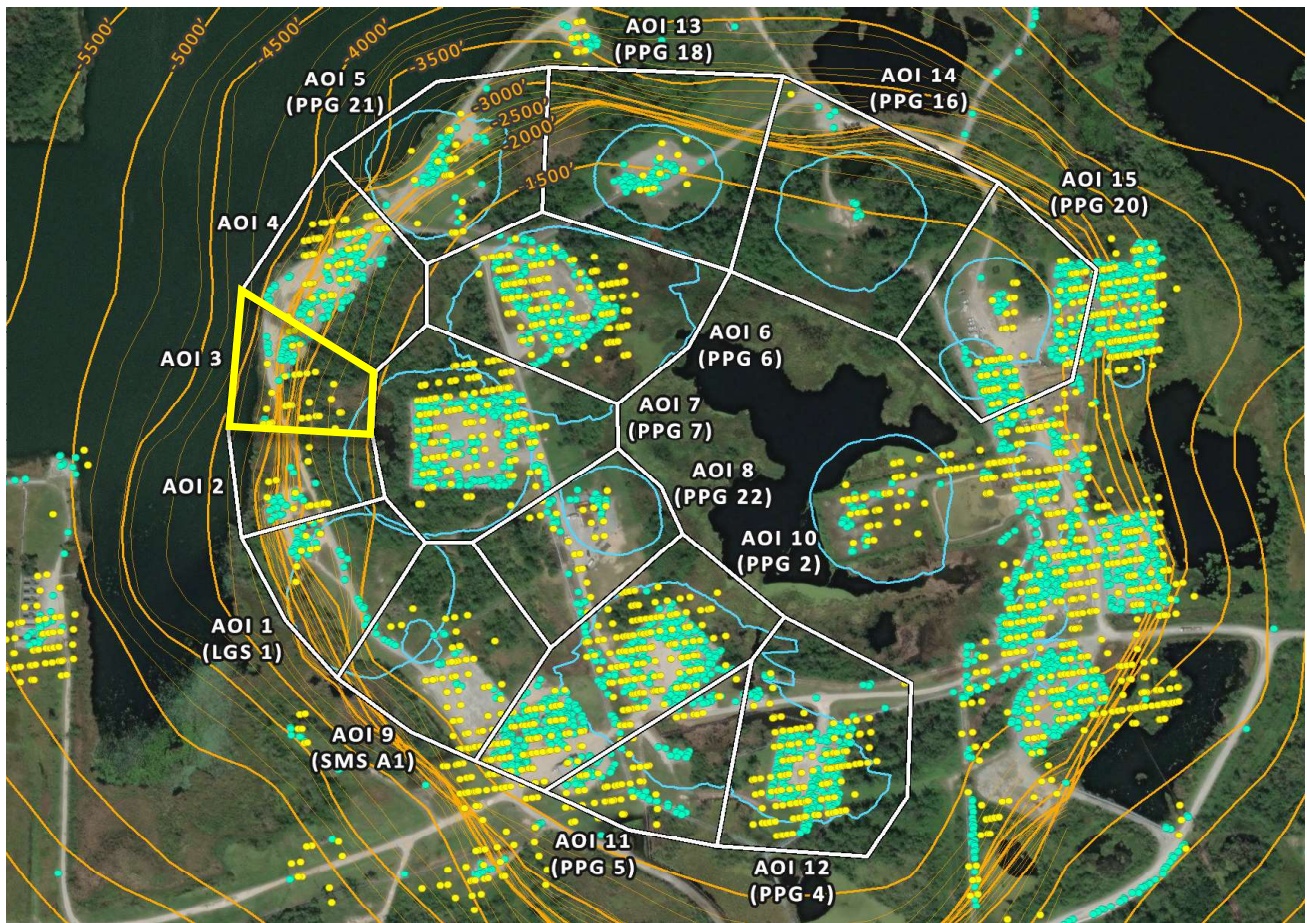 -5500'
-5000'
-4500'
-4000'
-3500'
-3000'
-2500'
-2000'
-1500'
AOI 13
(PPG 18)
AOI 5
(PPG 21)
AOI 14
(PPG 16)
AOI 15
(PPG 20)
AOI 4
AOI 3
AOI 6
(PPG 6)
AOI 7
(PPG 7)
AOI 2
AOI 8
(PPG 22)
AOI 10
(PPG 2)
AOI 1
(LGS 1)
AOI 9
(SMS A1)
AOI 11
(PPG 5)
AOI 12
(PPG 4)